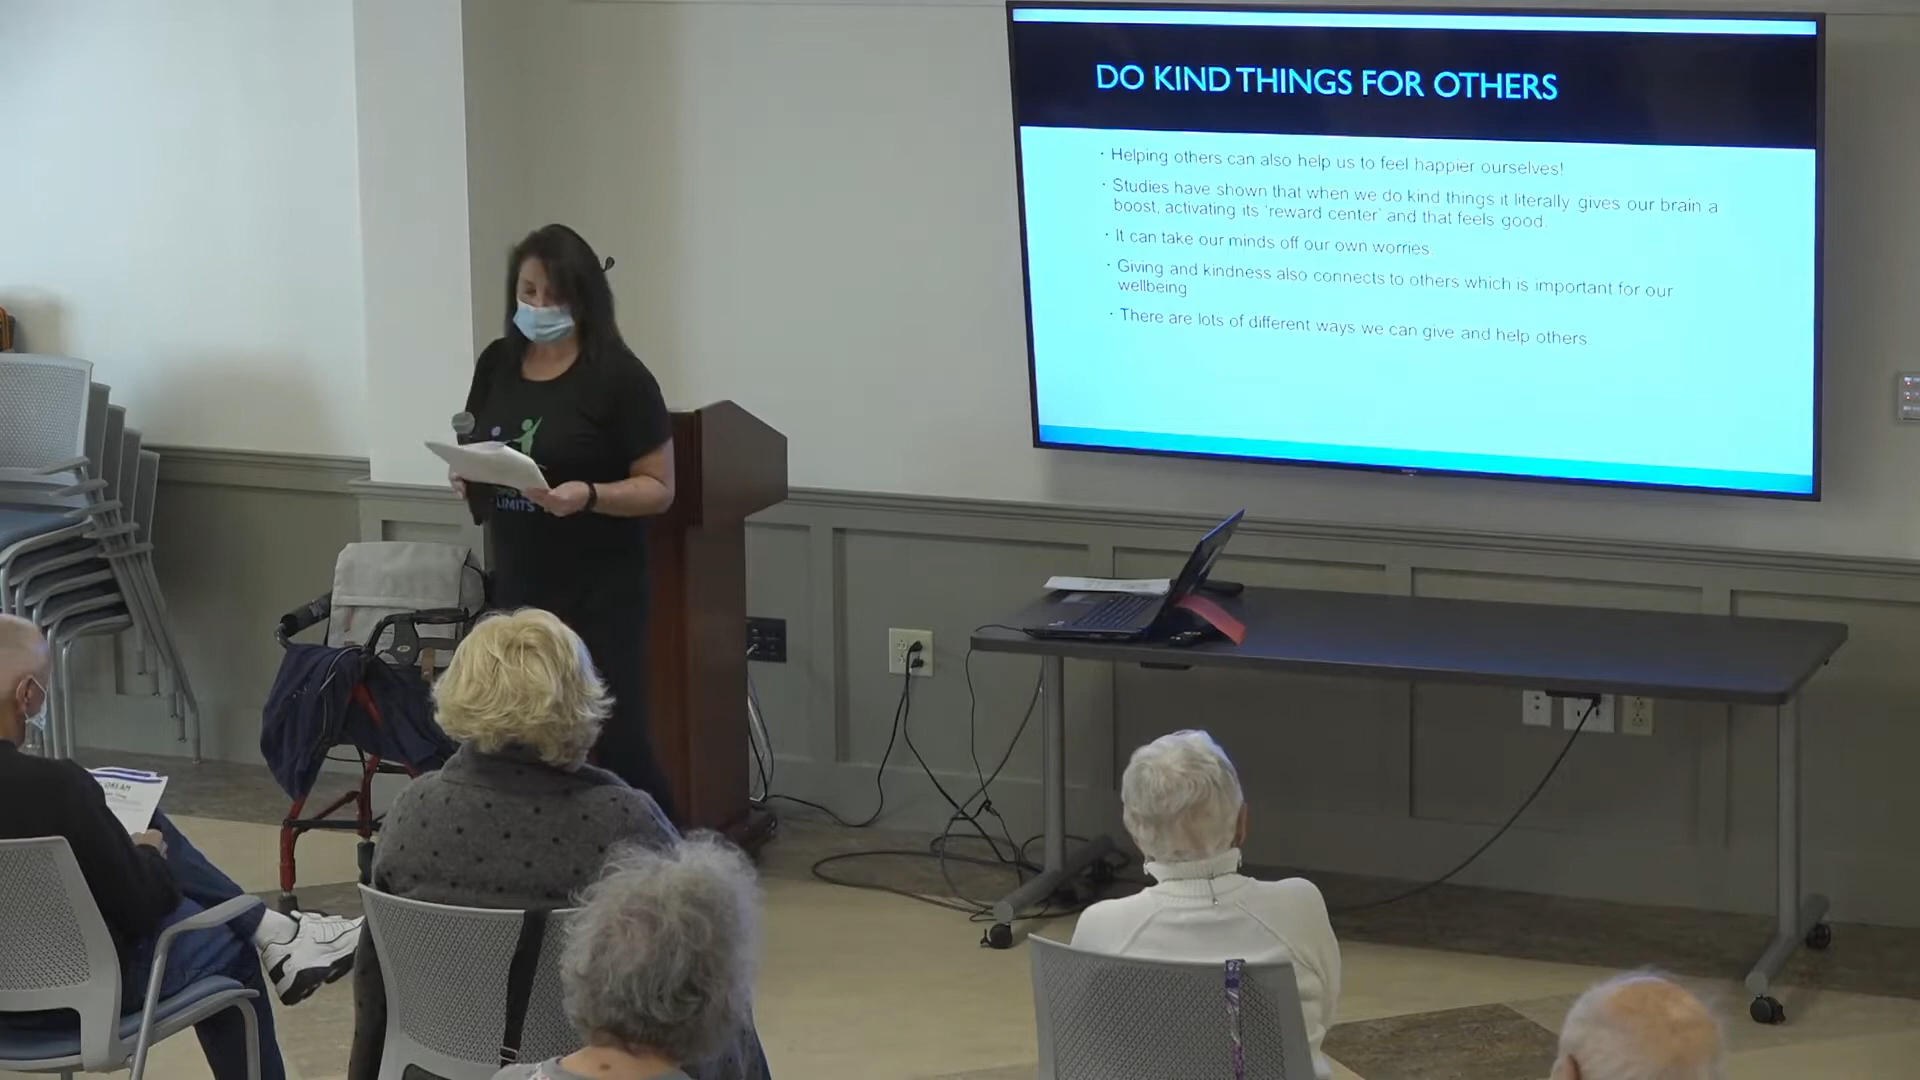 DO KIND THINGS FOR OTHERS
· Helping others can also help us to feel happier ourselves!
· Studies have shown that when we do kind things it literally gives our brain a
boost, activating its 'reward center' and that feels good.
· It can take our minds off our own worries.
· Giving and kindness also connects to others which is important for our
wellbeing
· There are lots of different ways we can give and help others
LIMITS
DREAM